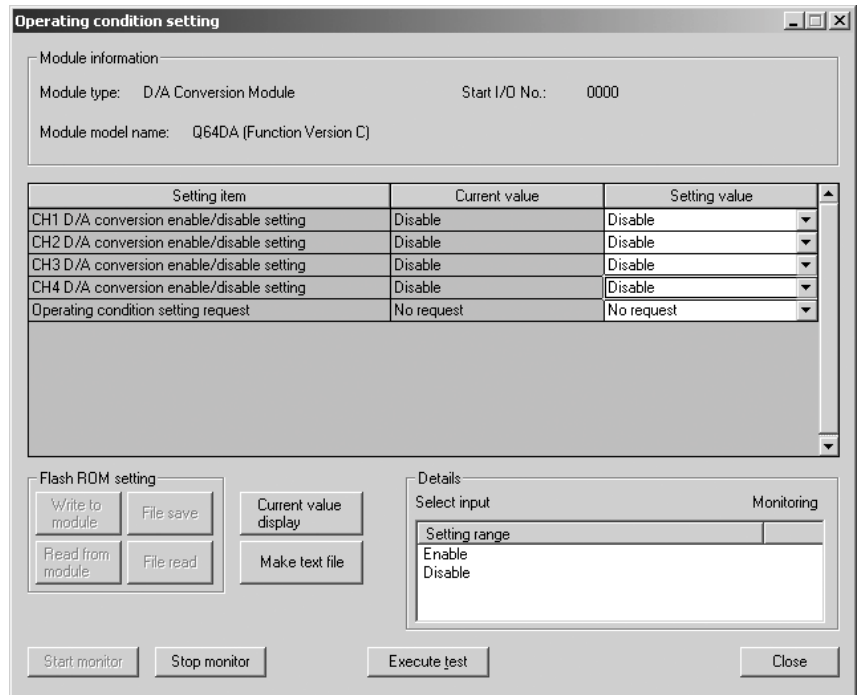 Operating condition setting
Module information
Module type: D/A Conversion Module Start I/O No.: 0000
Module model name: Q64DA (Function Version C)
Setting item Current value Setting value
CH1 D/A conversion enable/disable setting Disable Disable
CH2 D/A conversion enable/disable setting Disable Disable
CH3 D/A conversion enable/disable setting Disable Disable
CH4 D/A conversion enable/disable setting Disable Disable
Operating condition setting request No request No request
Flash ROM setting
Write to
module
File save
Read from
module
File read
Current value
display
Make text file
Details
Select input Monitoring
Setting range
Enable
Disable
Start monitor Stop monitor Execute test Close